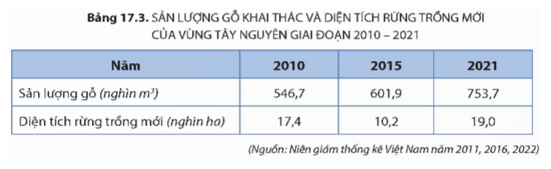 Bảng 17.3. SẢN LƯỢNG GỖ KHAI THÁC VÀ DIỆN TÍCH RỪNG TRỒNG MỚI
CỦA VÙNG TÂY NGUYÊN GIAI ĐOẠN 2010 – 2021
Năm 2010 2015 2021
Sản lượng gỗ (nghìn m³) 546,7 601,9 753,7
Diện tích rừng trồng mới (nghìn ha) 17,4 10,2 19,0
(Nguồn: Niên giám thống kê Việt Nam năm 2011, 2016, 2022)